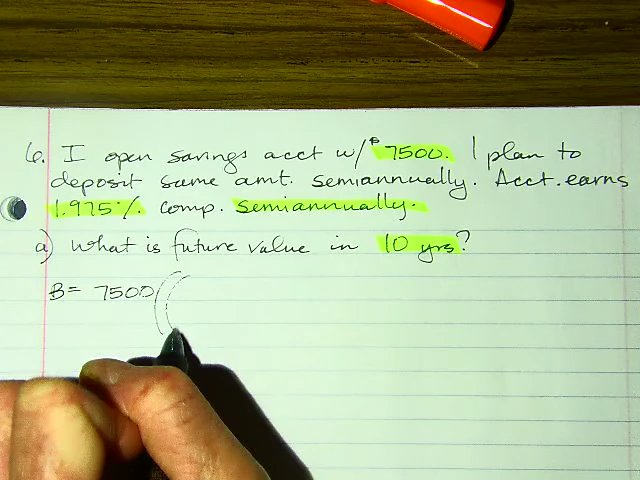 6. I open savings acct w/ $7500. I plan to
deposit same amt. semiannually. Acct. earns
1.975% comp. semiannually.
a) What is future value in 10 yrs?
B= 7500((